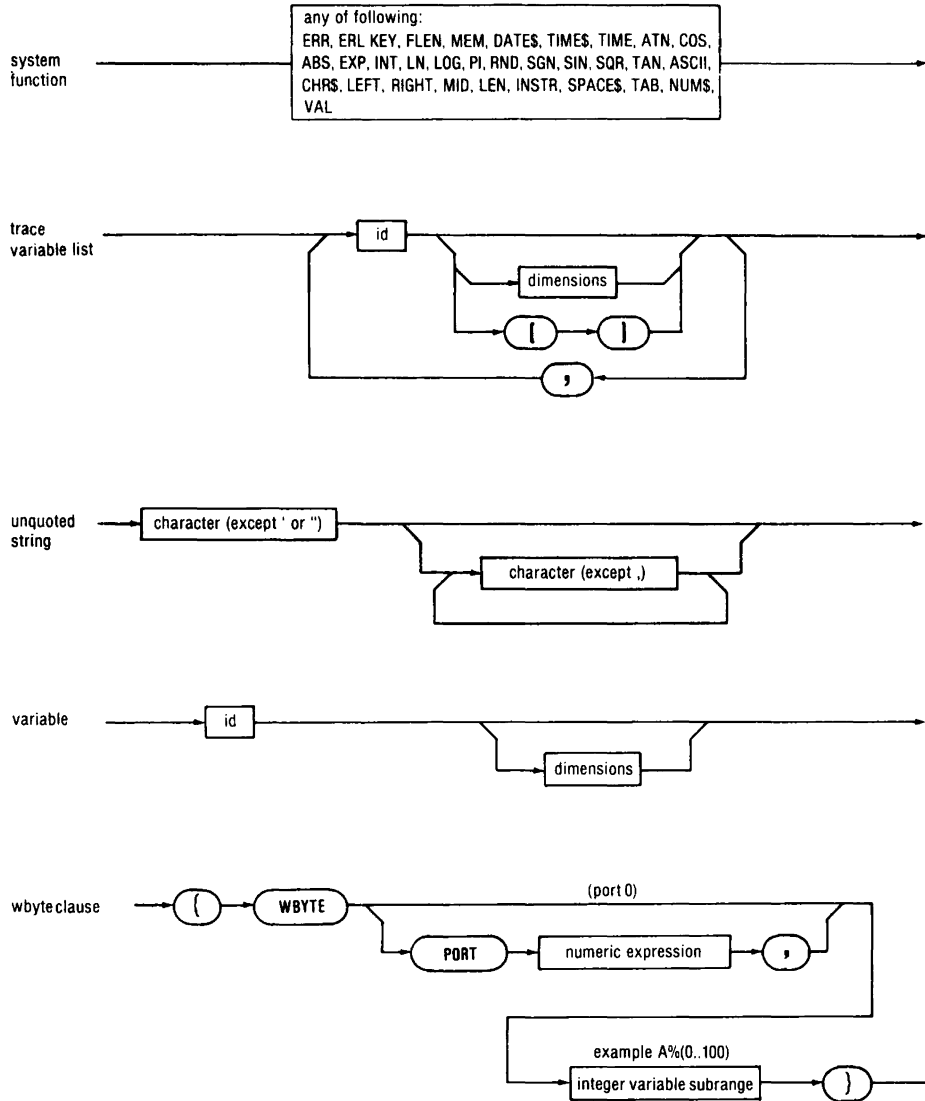 any of following:
ERR, ERL KEY, FLEN, MEM, DATE$, TIME$, TIME, ATN, COS,
ABS, EXP, INT, LN, LOG, PI, RND, SGN, SIN, SQR, TAN, ASCII,
CHR$, LEFT, RIGHT, MID, LEN, INSTR, SPACE$, TAB, NUM$,
VAL
system
function
trace
variable list
id
dimensions
( )
,
unquoted
string
character (except ' or ")
character (except ,)
variable
id
dimensions
wbyte clause
( WBYTE
(port 0)
PORT numeric expression ,
example A%(0..100)
integer variable subrange )